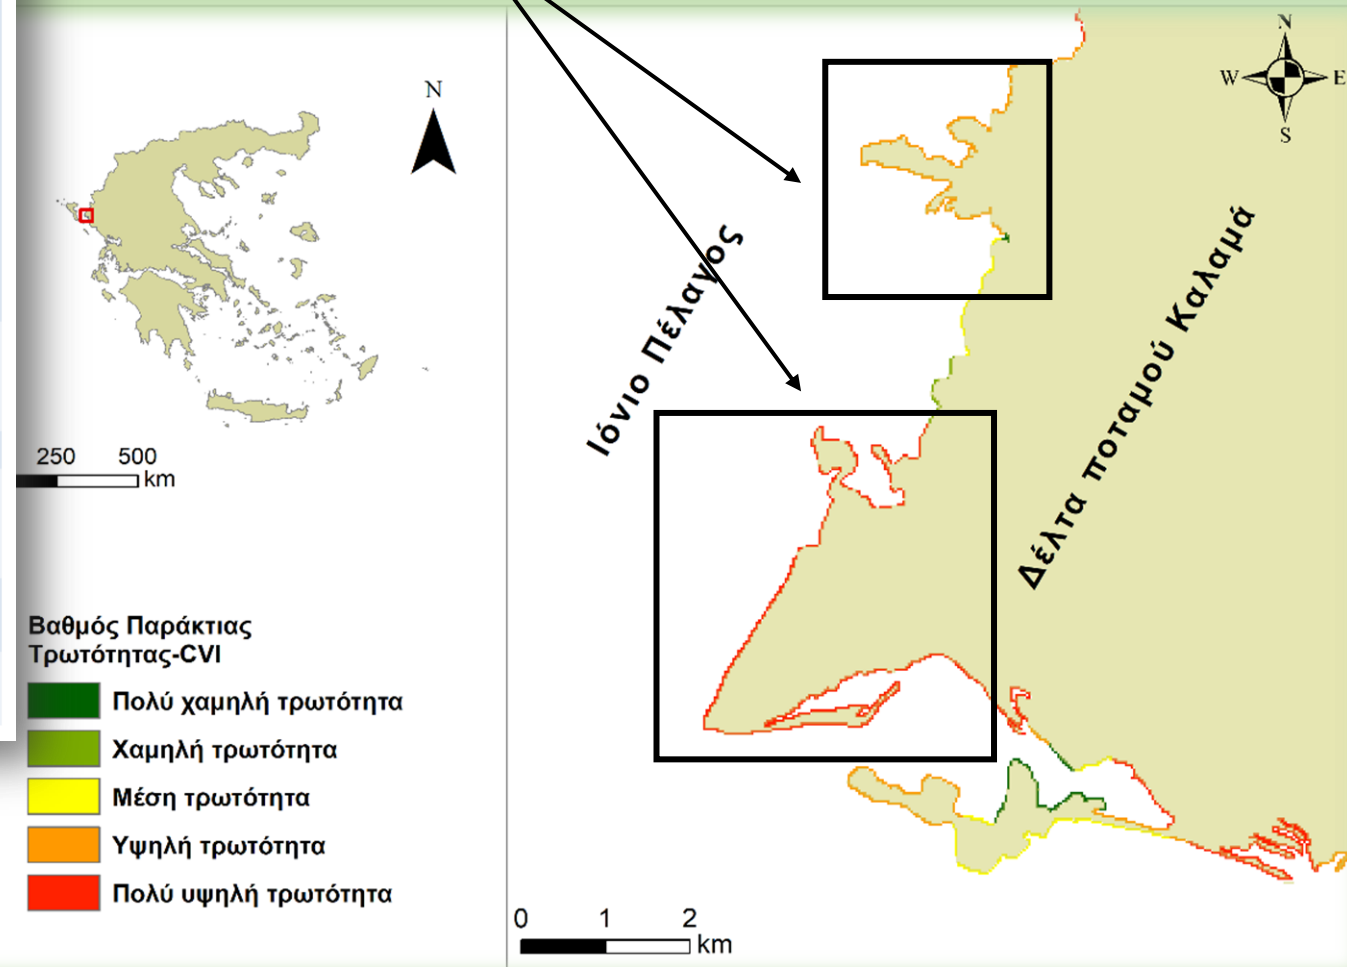 N
250 500
km
Βαθμός Παράκτιας
Τρωτότητας-CVI
Πολύ χαμηλή τρωτότητα
Χαμηλή τρωτότητα
Μέση τρωτότητα
Υψηλή τρωτότητα
Πολύ υψηλή τρωτότητα
N
W E
S
Ιόνιο Πέλαγος
Δέλτα ποταμού Καλαμά
0 1 2
km